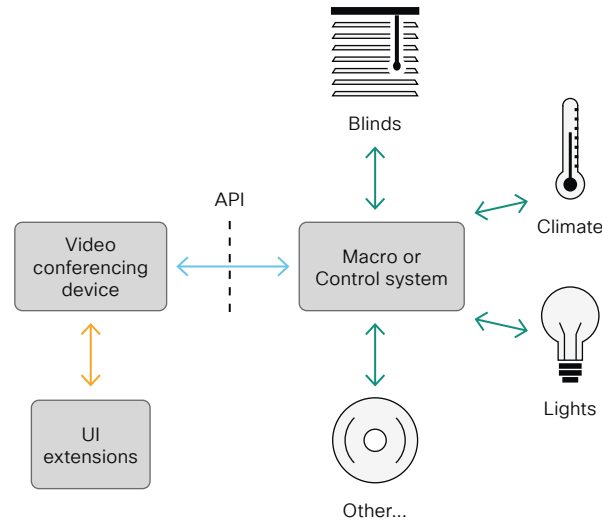 Blinds
API
Climate
Video
conferencing
device
Macro or
Control system
UI
extensions
Lights
Other...